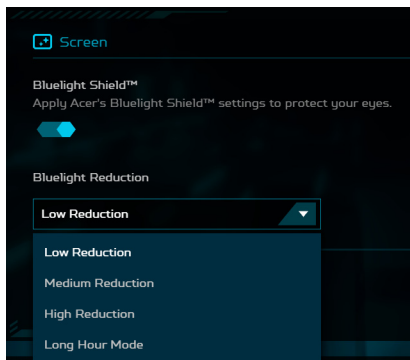 Screen
Bluelight Shield™
Apply Acer's Bluelight Shield™ settings to protect your eyes.
Bluelight Reduction
Low Reduction
Low Reduction
Medium Reduction
High Reduction
Long Hour Mode